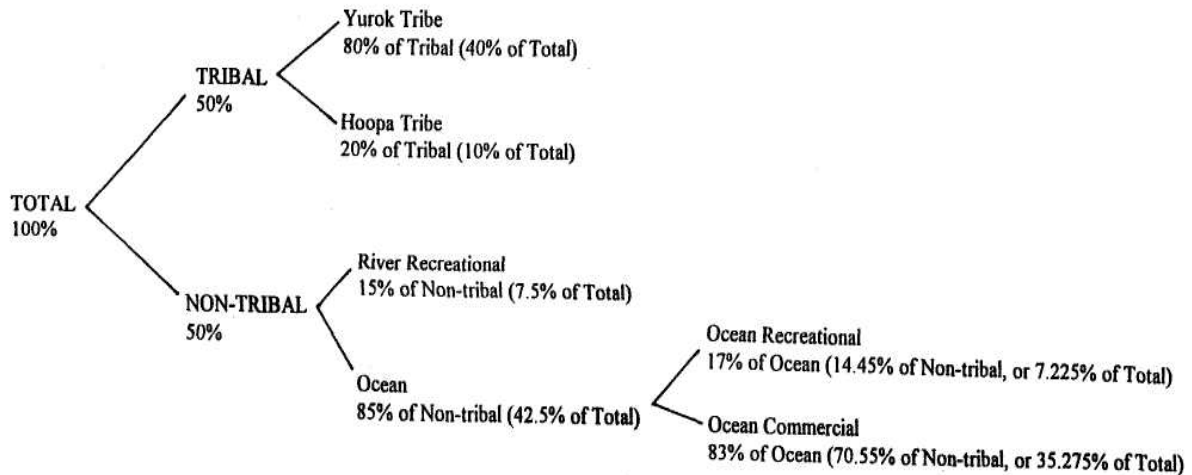 Yurok Tribe
80% of Tribal (40% of Total)
TRIBAL
50%
Hoopa Tribe
20% of Tribal (10% of Total)
TOTAL
100%
River Recreational
15% of Non-tribal (7.5% of Total)
NON-TRIBAL
50%
Ocean Recreational
17% of Ocean (14.45% of Non-tribal, or 7.225% of Total)
Ocean
85% of Non-tribal (42.5% of Total)
Ocean Commercial
83% of Ocean (70.55% of Non-tribal, or 35.275% of Total)